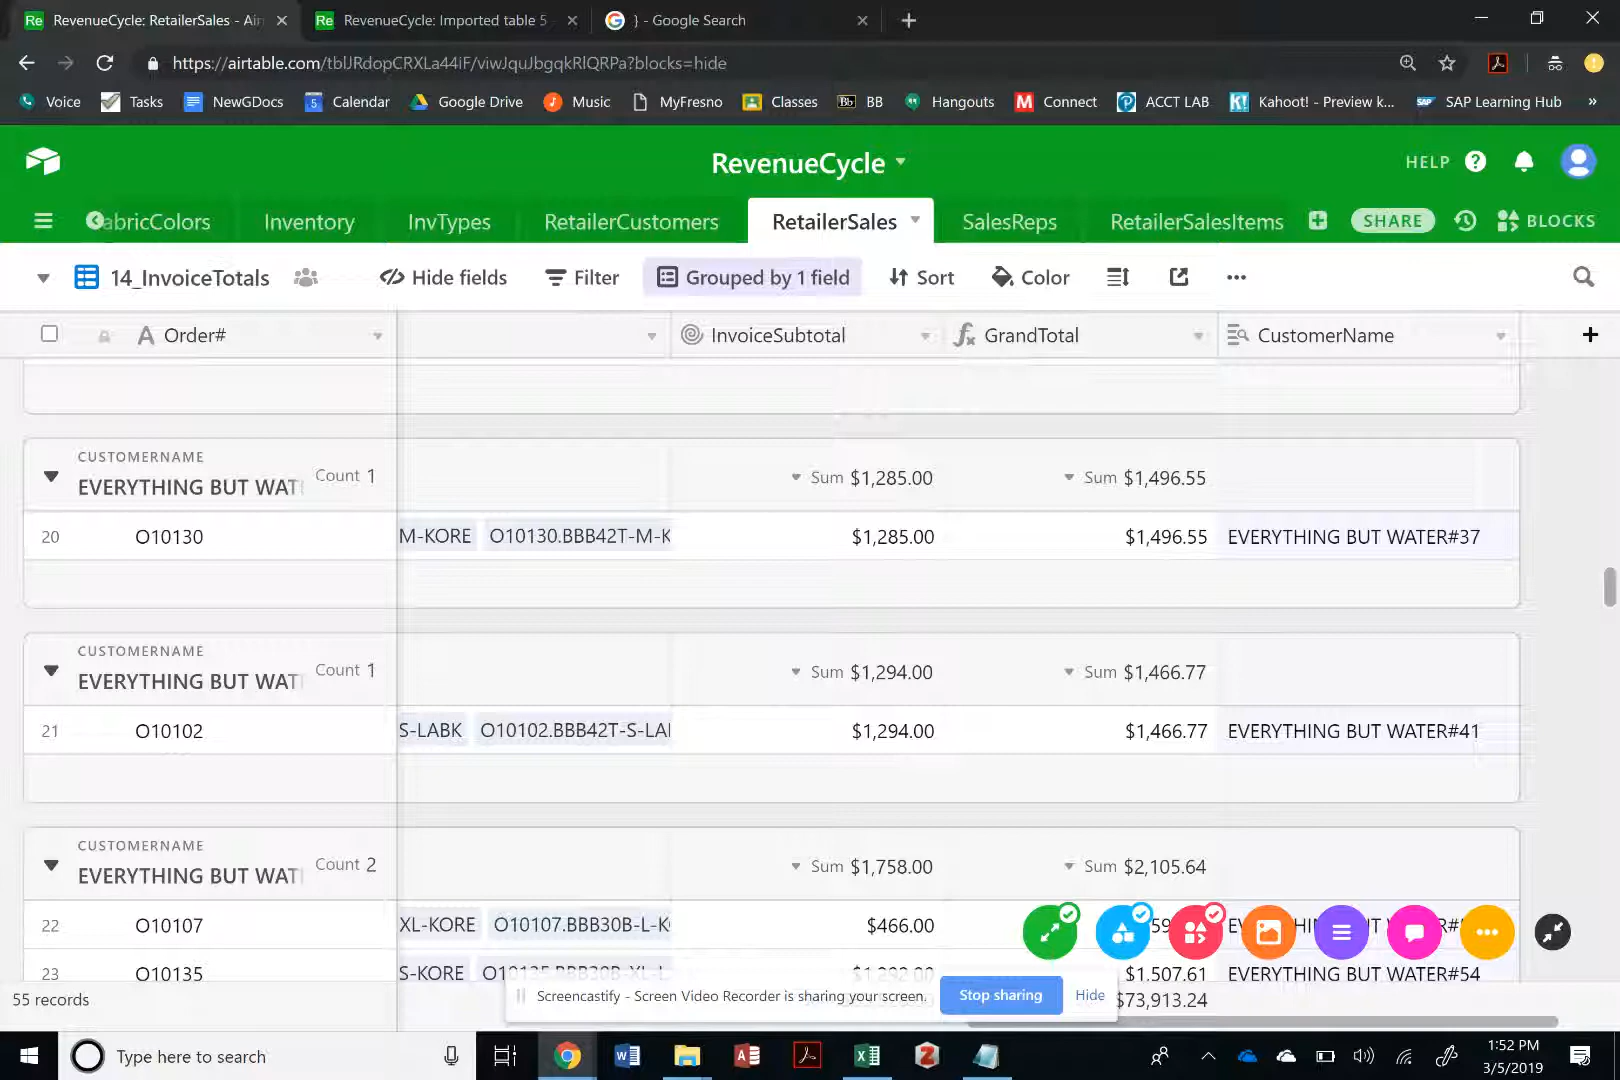 RevenueCycle: RetailerSales - Air
RevenueCycle: Imported table 5
} - Google Search
https://airtable.com/tblJRdopCRXLa44iF/viwJquJbgqkRlQRPa?blocks=hide
Voice
Tasks
NewGDocs
Calendar
Google Drive
Music
MyFresno
Classes
BB
Hangouts
Connect
ACCT LAB
Kahoot! - Preview k...
SAP Learning Hub
»
RevenueCycle
HELP
abricColors
Inventory
InvTypes
RetailerCustomers
RetailerSales
SalesReps
RetailerSalesItems
SHARE
BLOCKS
14_InvoiceTotals
Hide fields
Filter
Grouped by 1 field
Sort
Color
Order#
InvoiceSubtotal
GrandTotal
CustomerName
CUSTOMERNAME
EVERYTHING BUT WAT
Count 1
Sum $1,285.00
Sum $1,496.55
20
O10130
M-KORE
O10130.BBB42T-M-K
$1,285.00
$1,496.55
EVERYTHING BUT WATER#37
CUSTOMERNAME
EVERYTHING BUT WAT
Count 1
Sum $1,294.00
Sum $1,466.77
21
O10102
S-LABK
O10102.BBB42T-S-LA
$1,294.00
$1,466.77
EVERYTHING BUT WATER#41
CUSTOMERNAME
EVERYTHING BUT WAT
Count 2
Sum $1,758.00
Sum $2,105.64
22
O10107
XL-KORE
O10107.BBB30B-L-K
$466.00
23
O10135
S-KORE
O10135.BBB30B-XL-L
$1,292.00
$1,507.61
EVERYTHING BUT WATER#54
55 records
Screencastify - Screen Video Recorder is sharing your screen.
Stop sharing
Hide
$73,913.24
Type here to search
1:52 PM
3/5/2019